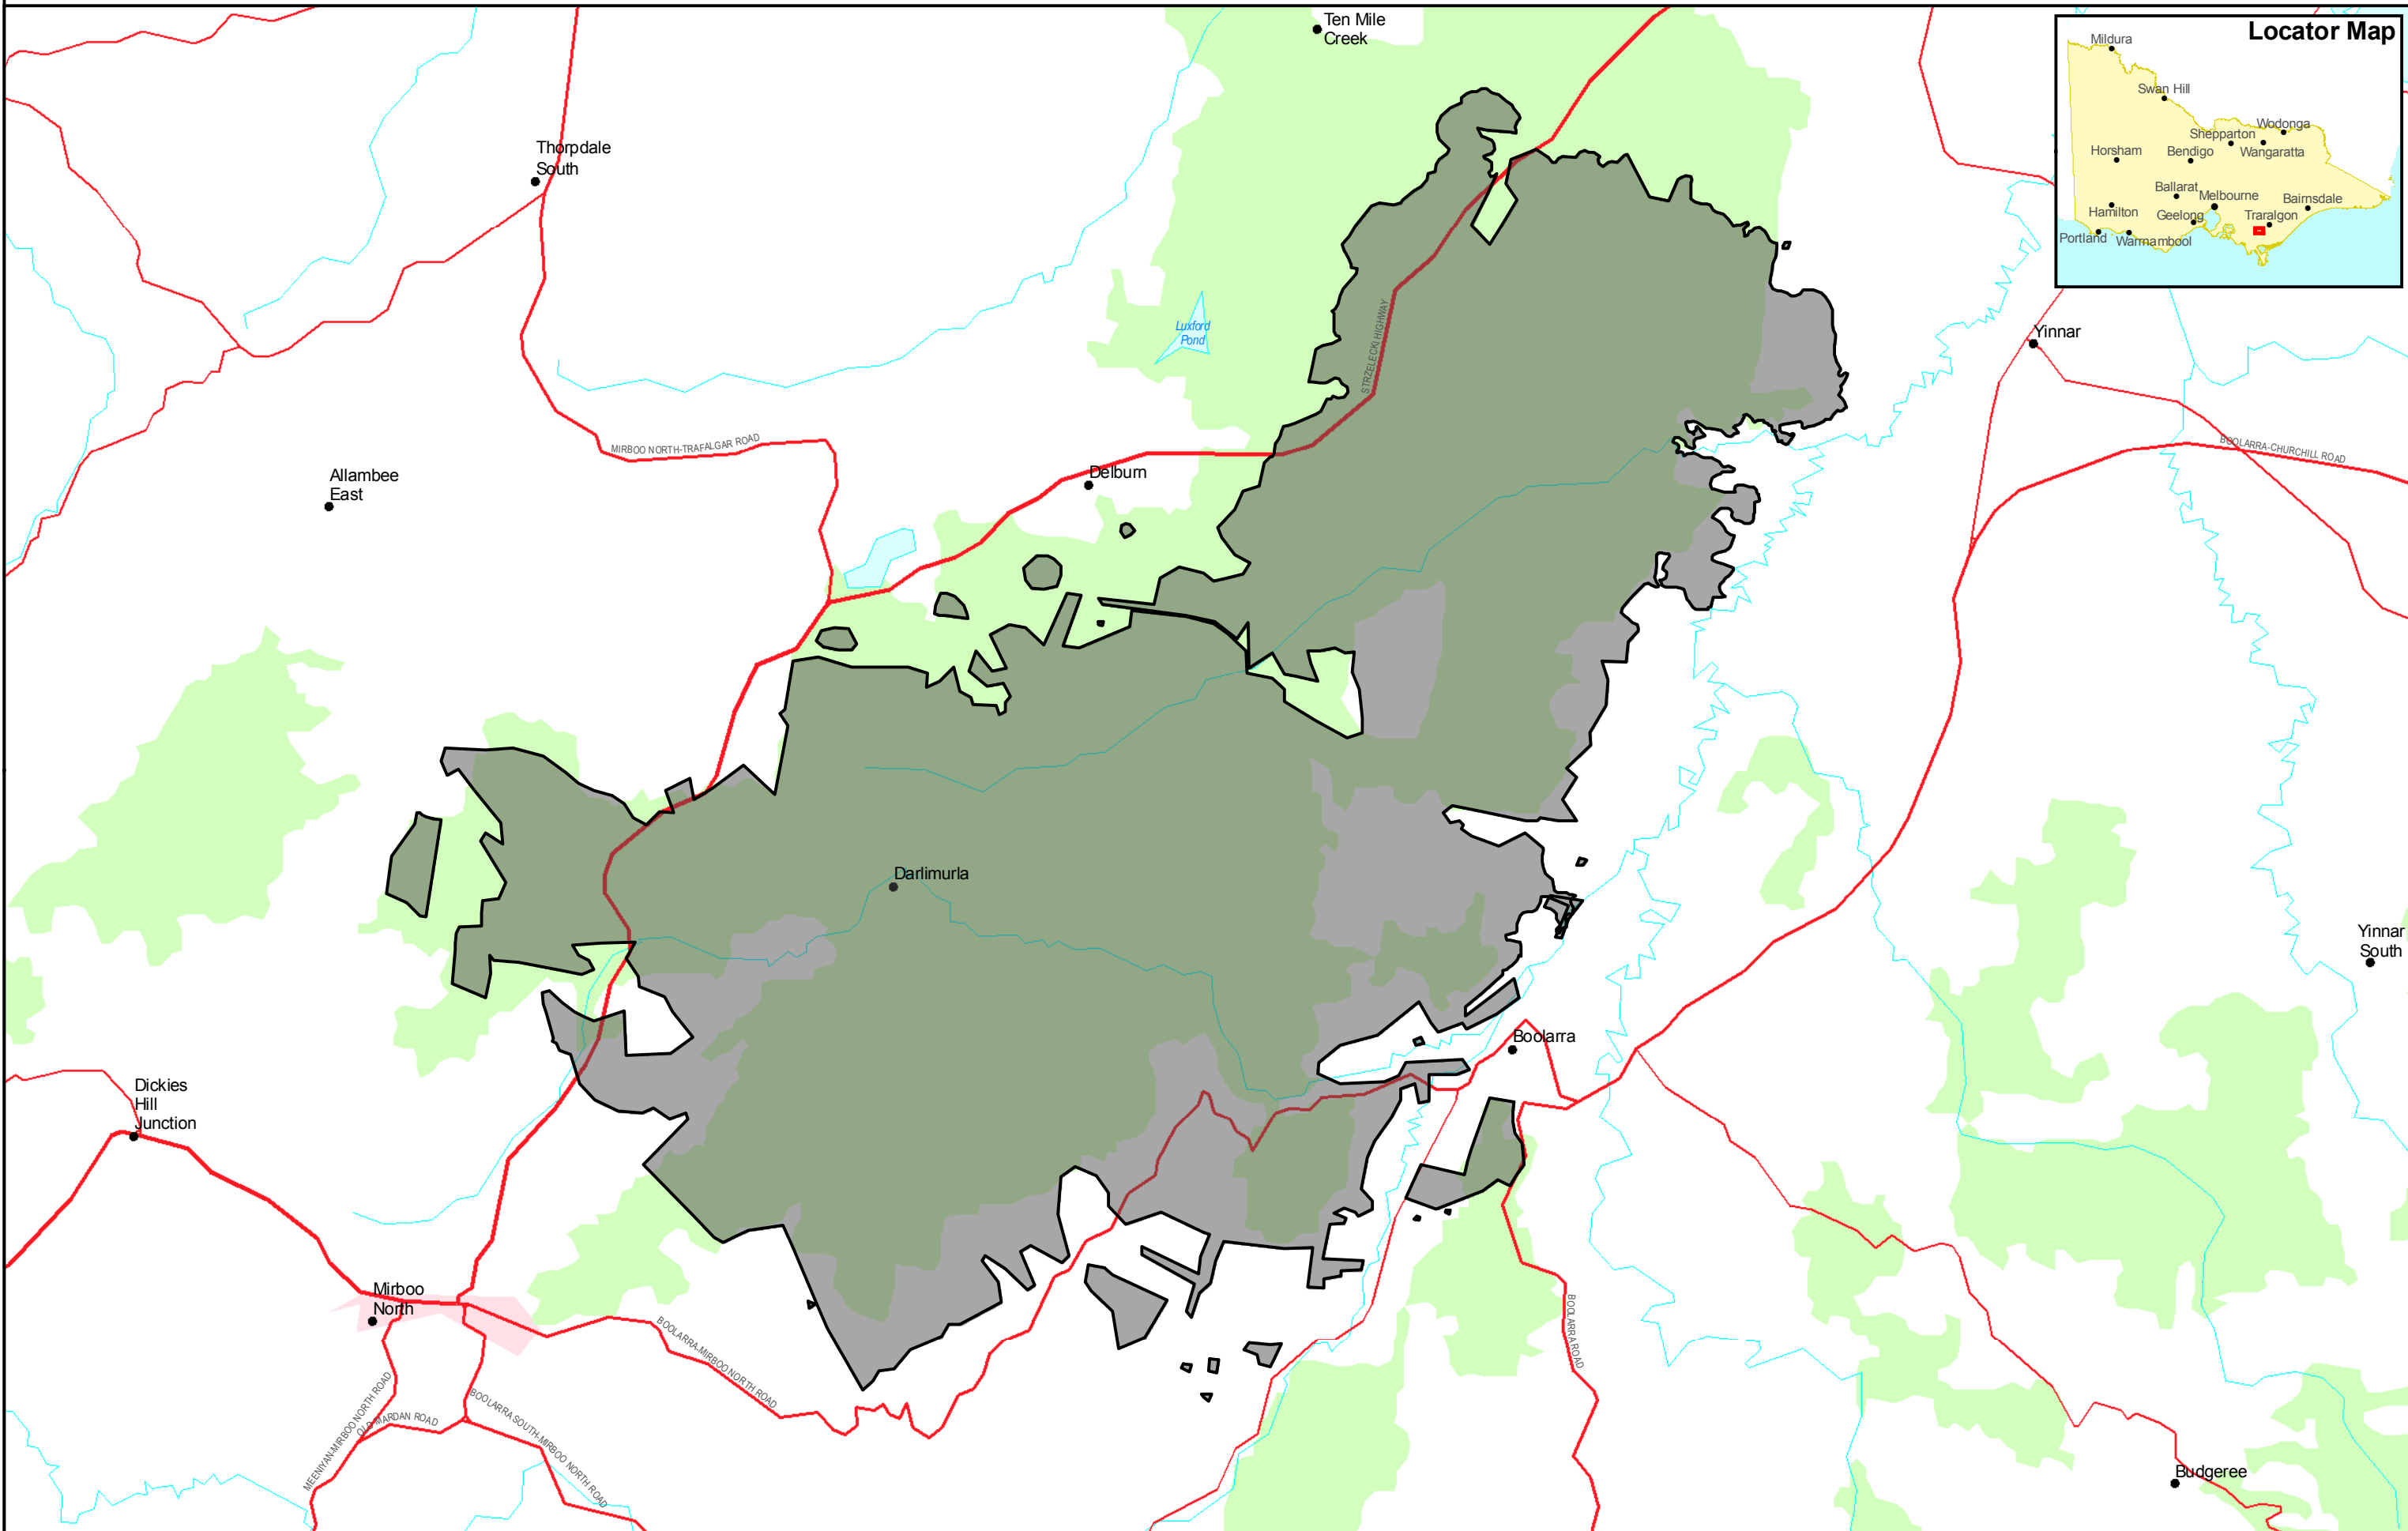 Ten Mile
Creek
Locator Map
Mildura
Swan Hill
Wodonga
Shepparton
Wangaratta
Horsham
Bendigo
Ballarat
Melbourne
Bairnsdale
Hamilton
Geelong
Traralgon
Portland
Warrnambool
Thorpdale
South
Luxford
Pond
STRZELECKI HIGHWAY
Yinnar
MIRBOO NORTH-TRAFALGAR ROAD
BOOLARRA-CHURCHILL ROAD
Allambee
East
Delburn
Darlimurla
Yinnar
South
Boolarra
Dickies
Hill
Junction
Mirboo
North
BOOLARRA-MIRBOO NORTH ROAD
BOOLARRA ROAD
MEENIYAN-MIRBOO NORTH ROAD
OLD MARDAN ROAD
BOOLARRA SOUTH-MIRBOO NORTH ROAD
Budgeree